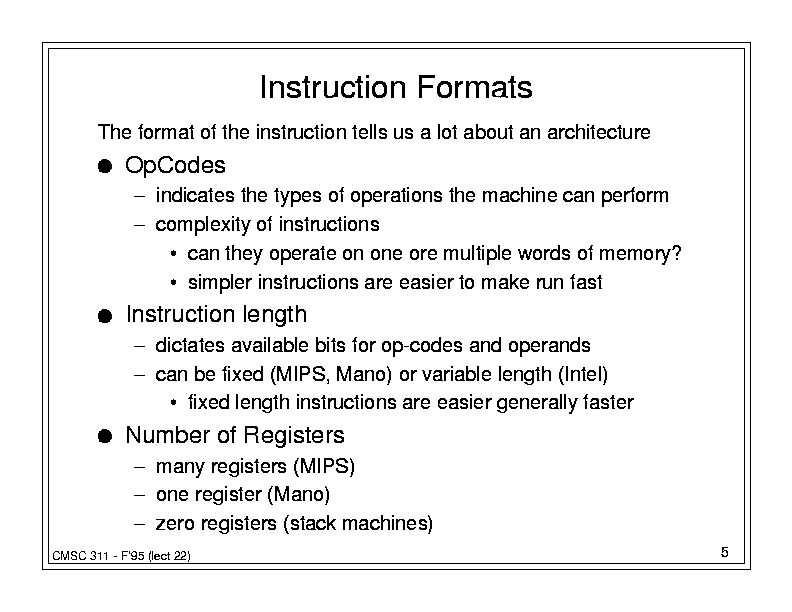 Instruction Formats
The format of the instruction tells us a lot about an architecture
● OpCodes
– indicates the types of operations the machine can perform
– complexity of instructions
• can they operate on one ore multiple words of memory?
• simpler instructions are easier to make run fast
● Instruction length
– dictates available bits for op-codes and operands
– can be fixed (MIPS, Mano) or variable length (Intel)
• fixed length instructions are easier generally faster
● Number of Registers
– many registers (MIPS)
– one register (Mano)
– zero registers (stack machines)
CMSC 311 - F'95 (lect 22)
5